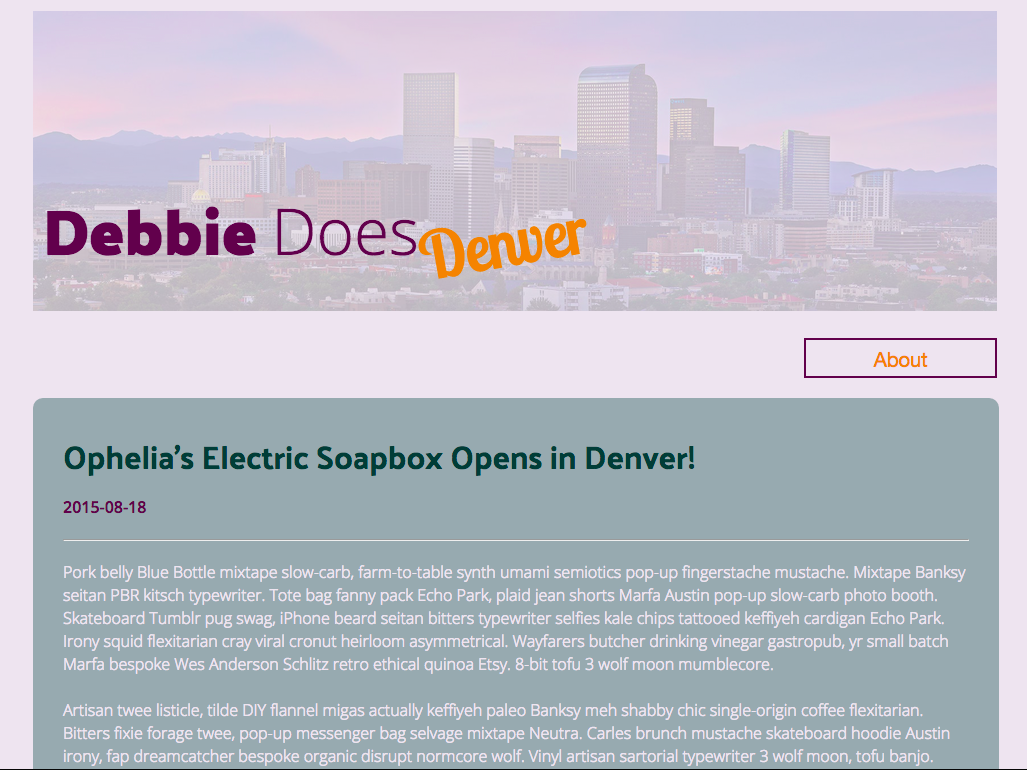 Debbie Does Denver
About
Ophelia's Electric Soapbox Opens in Denver!
2015-08-18
Pork belly Blue Bottle mixtape slow-carb, farm-to-table synth umami semiotics pop-up fingerstache mustache. Mixtape Banksy
seitan PBR kitsch typewriter. Tote bag fanny pack Echo Park, plaid jean shorts Marfa Austin pop-up slow-carb photo booth.
Skateboard Tumblr pug swag, iPhone beard seitan bitters typewriter selfies kale chips tattooed keffiyeh cardigan Echo Park.
Irony squid flexitarian cray viral cronut heirloom asymmetrical. Wayfarers butcher drinking vinegar gastropub, yr small batch
Marfa bespoke Wes Anderson Schlitz retro ethical quinoa Etsy. 8-bit tofu 3 wolf moon mumblecore.
Artisan twee listicle, tilde DIY flannel migas actually keffiyeh paleo Banksy meh shabby chic single-origin coffee flexitarian.
Bitters fixie forage twee, pop-up messenger bag selvage mixtape Neutra. Carles brunch mustache skateboard hoodie Austin
irony, fap dreamcatcher bespoke organic disrupt normcore wolf. Vinyl artisan sartorial typewriter 3 wolf moon, tofu banjo.